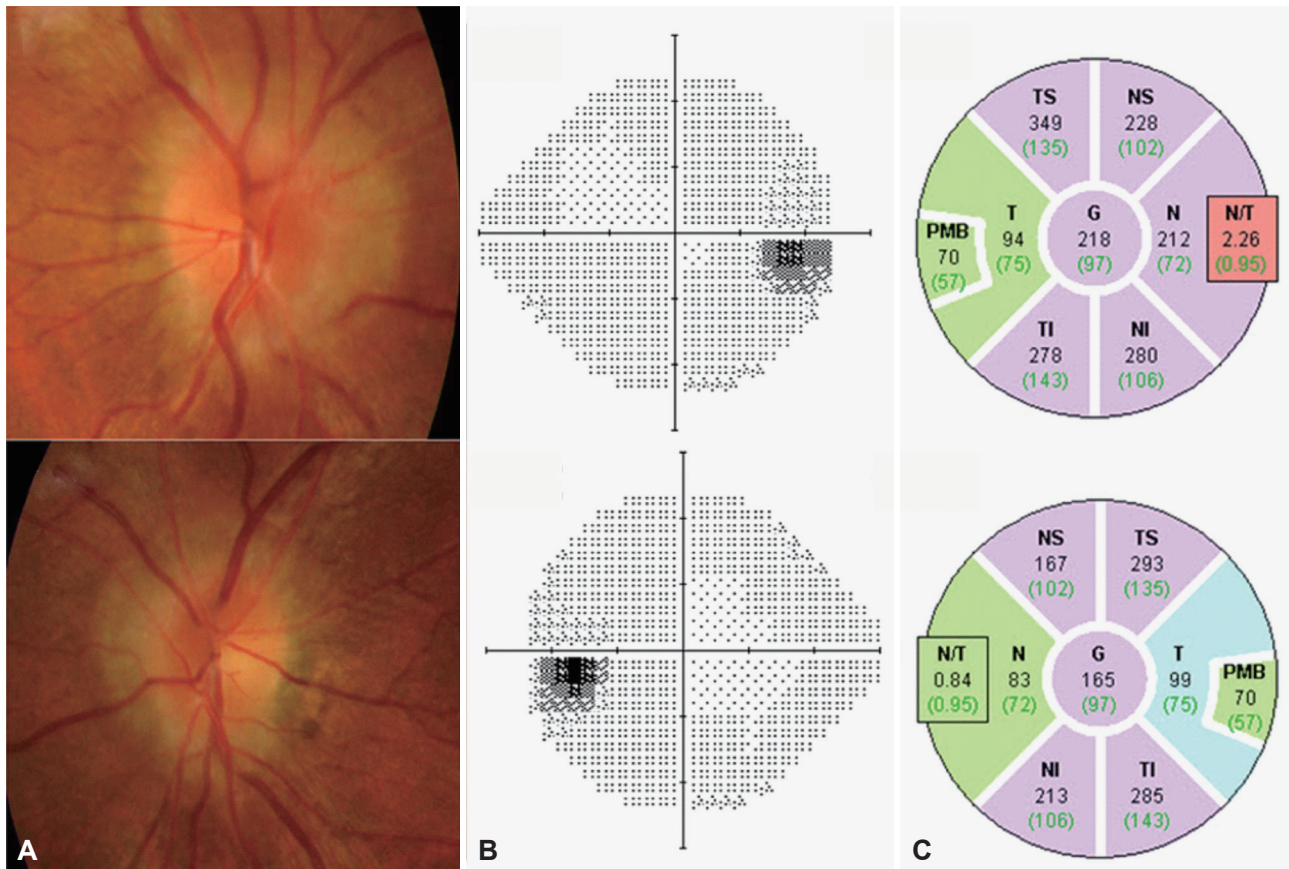 TS
349
(135)
NS
228
(102)
T
94
(75)
PMB
70
(57)
G
218
(97)
N
212
(72)
N/T
2.26
(0.95)
TI
278
(143)
NI
280
(106)
NS
167
(102)
TS
293
(135)
N/T
0.84
(0.95)
N
83
(72)
G
165
(97)
T
99
(75)
PMB
70
(57)
NI
213
(106)
TI
285
(143)
A
B
C